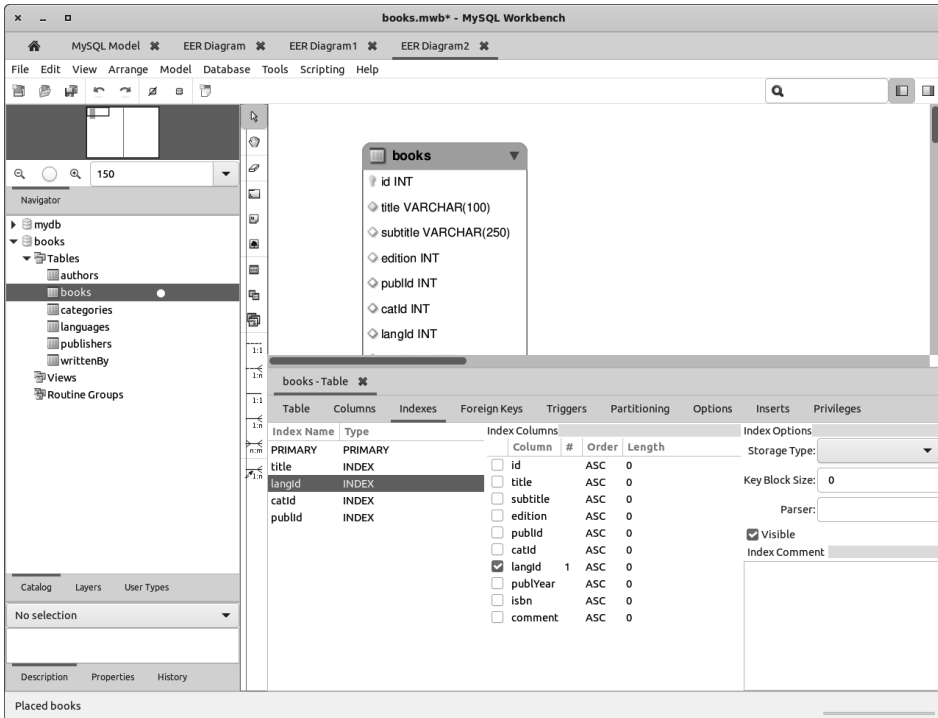 books.mwb* - MySQL Workbench
MySQL Model
EER Diagram
EER Diagram1
EER Diagram2
File Edit View Arrange Model Database Tools Scripting Help
150
Navigator
mydb
books
Tables
authors
books
categories
languages
publishers
writtenBy
Views
Routine Groups
Catalog Layers User Types
No selection
Description Properties History
1:1
1:n
1:1
1:n
n:m
1:n
books
id INT
title VARCHAR(100)
subtitle VARCHAR(250)
edition INT
publId INT
catId INT
langId INT
books - Table
Table Columns Indexes Foreign Keys Triggers Partitioning Options Inserts Privileges
Index Name Type
PRIMARY PRIMARY
title INDEX
langId INDEX
catId INDEX
publId INDEX
Index Columns
Column # Order Length
id ASC 0
title ASC 0
subtitle ASC 0
edition ASC 0
publId ASC 0
catId ASC 0
langId 1 ASC 0
publYear ASC 0
isbn ASC 0
comment ASC 0
Index Options
Storage Type:
Key Block Size: 0
Parser:
Visible
Index Comment
Placed books